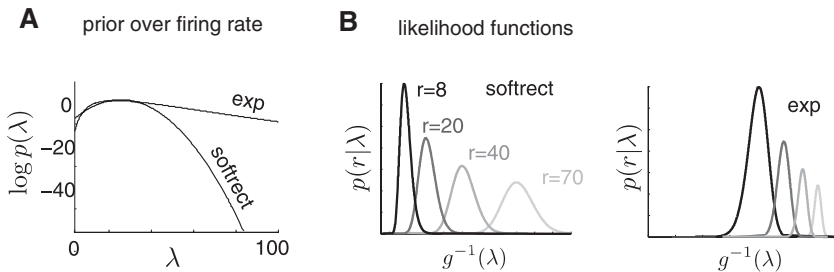 A prior over firing rate
B likelihood functions
0
−20
−40
log p(λ)
exp
softrect
0
100
λ
r=8
softrect
r=20
r=40
r=70
p(r|λ)
g⁻¹(λ)
exp
p(r|λ)
g⁻¹(λ)